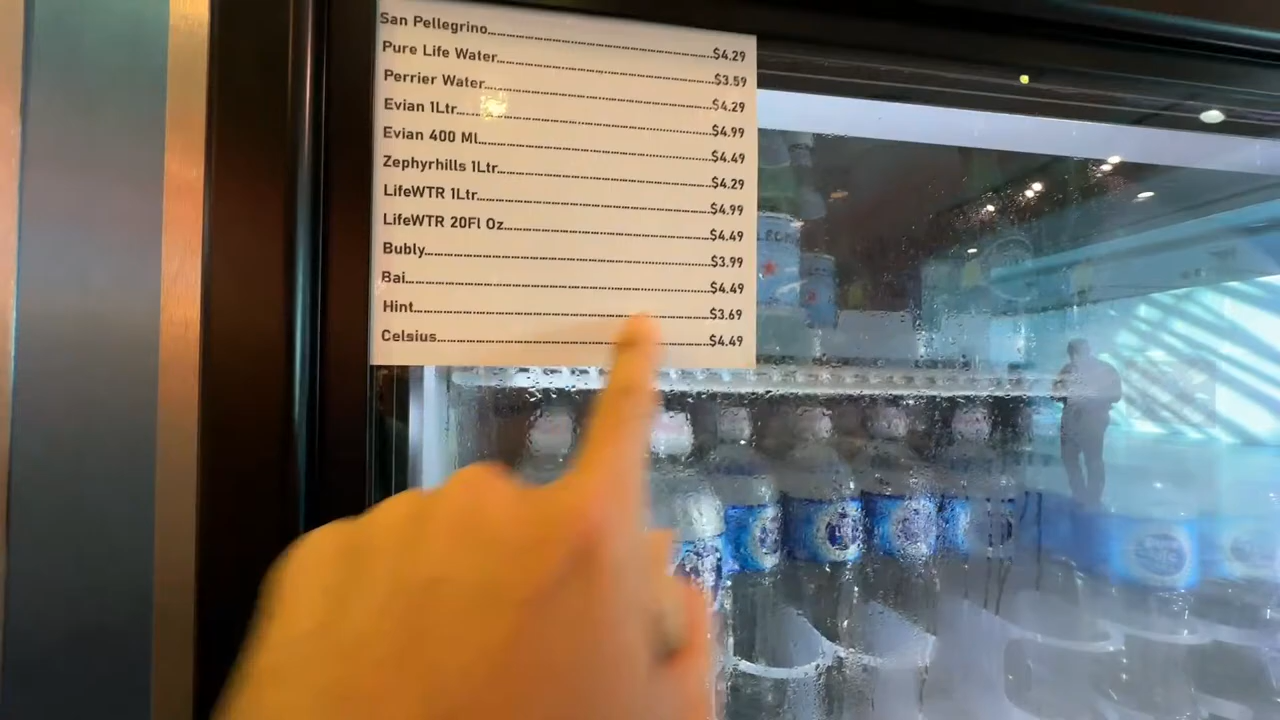 San Pellegrino $4.29
Pure Life Water $3.59
Perrier Water $4.29
Evian 1Ltr $4.99
Evian 400 Ml $4.49
Zephyrhills 1Ltr $4.29
LifeWTR 1Ltr $4.99
LifeWTR 20Fl Oz $4.49
Bubly $3.99
Bai $4.49
Hint $3.69
Celsius $4.49